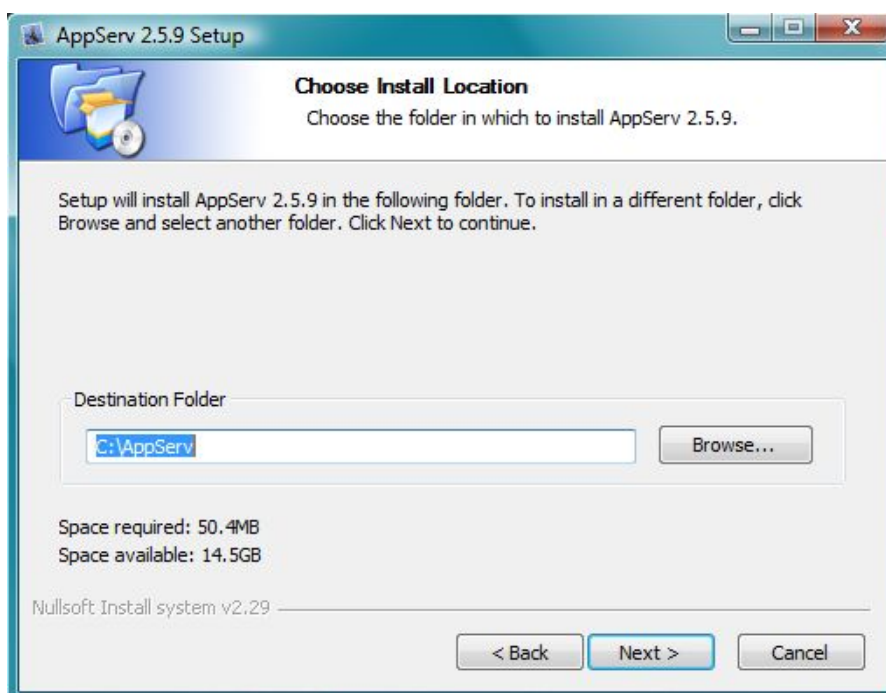 AppServ 2.5.9 Setup
Choose Install Location
Choose the folder in which to install AppServ 2.5.9.
Setup will install AppServ 2.5.9 in the following folder. To install in a different folder, click
Browse and select another folder. Click Next to continue.
Destination Folder
C:\AppServ
Browse...
Space required: 50.4MB
Space available: 14.5GB
Nullsoft Install system v2.29
< Back
Next >
Cancel